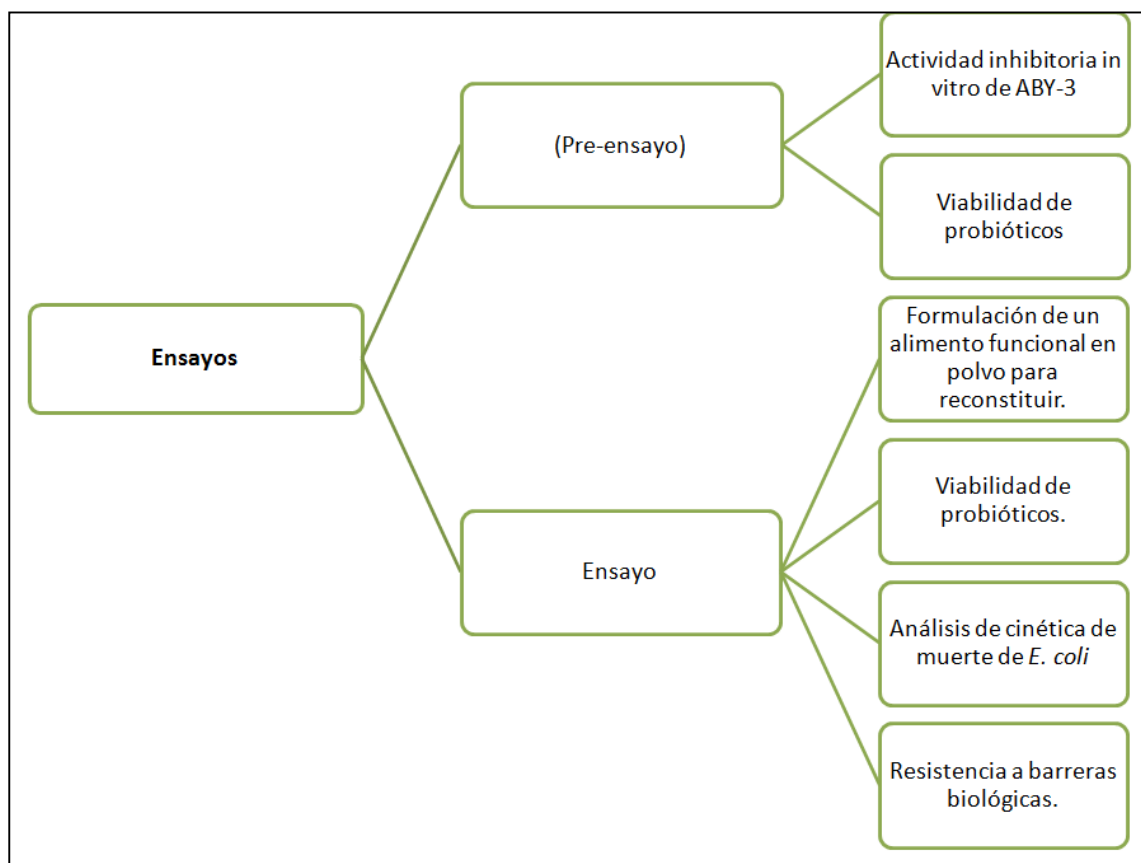 Ensayos
(Pre-ensayo)
Actividad inhibitoria in
vitro de ABY-3
Viabilidad de
probióticos
Ensayo
Formulación de un
alimento funcional en
polvo para
reconstituir.
Viabilidad de
probióticos.
Análisis de cinética de
muerte de E. coli
Resistencia a barreras
biológicas.